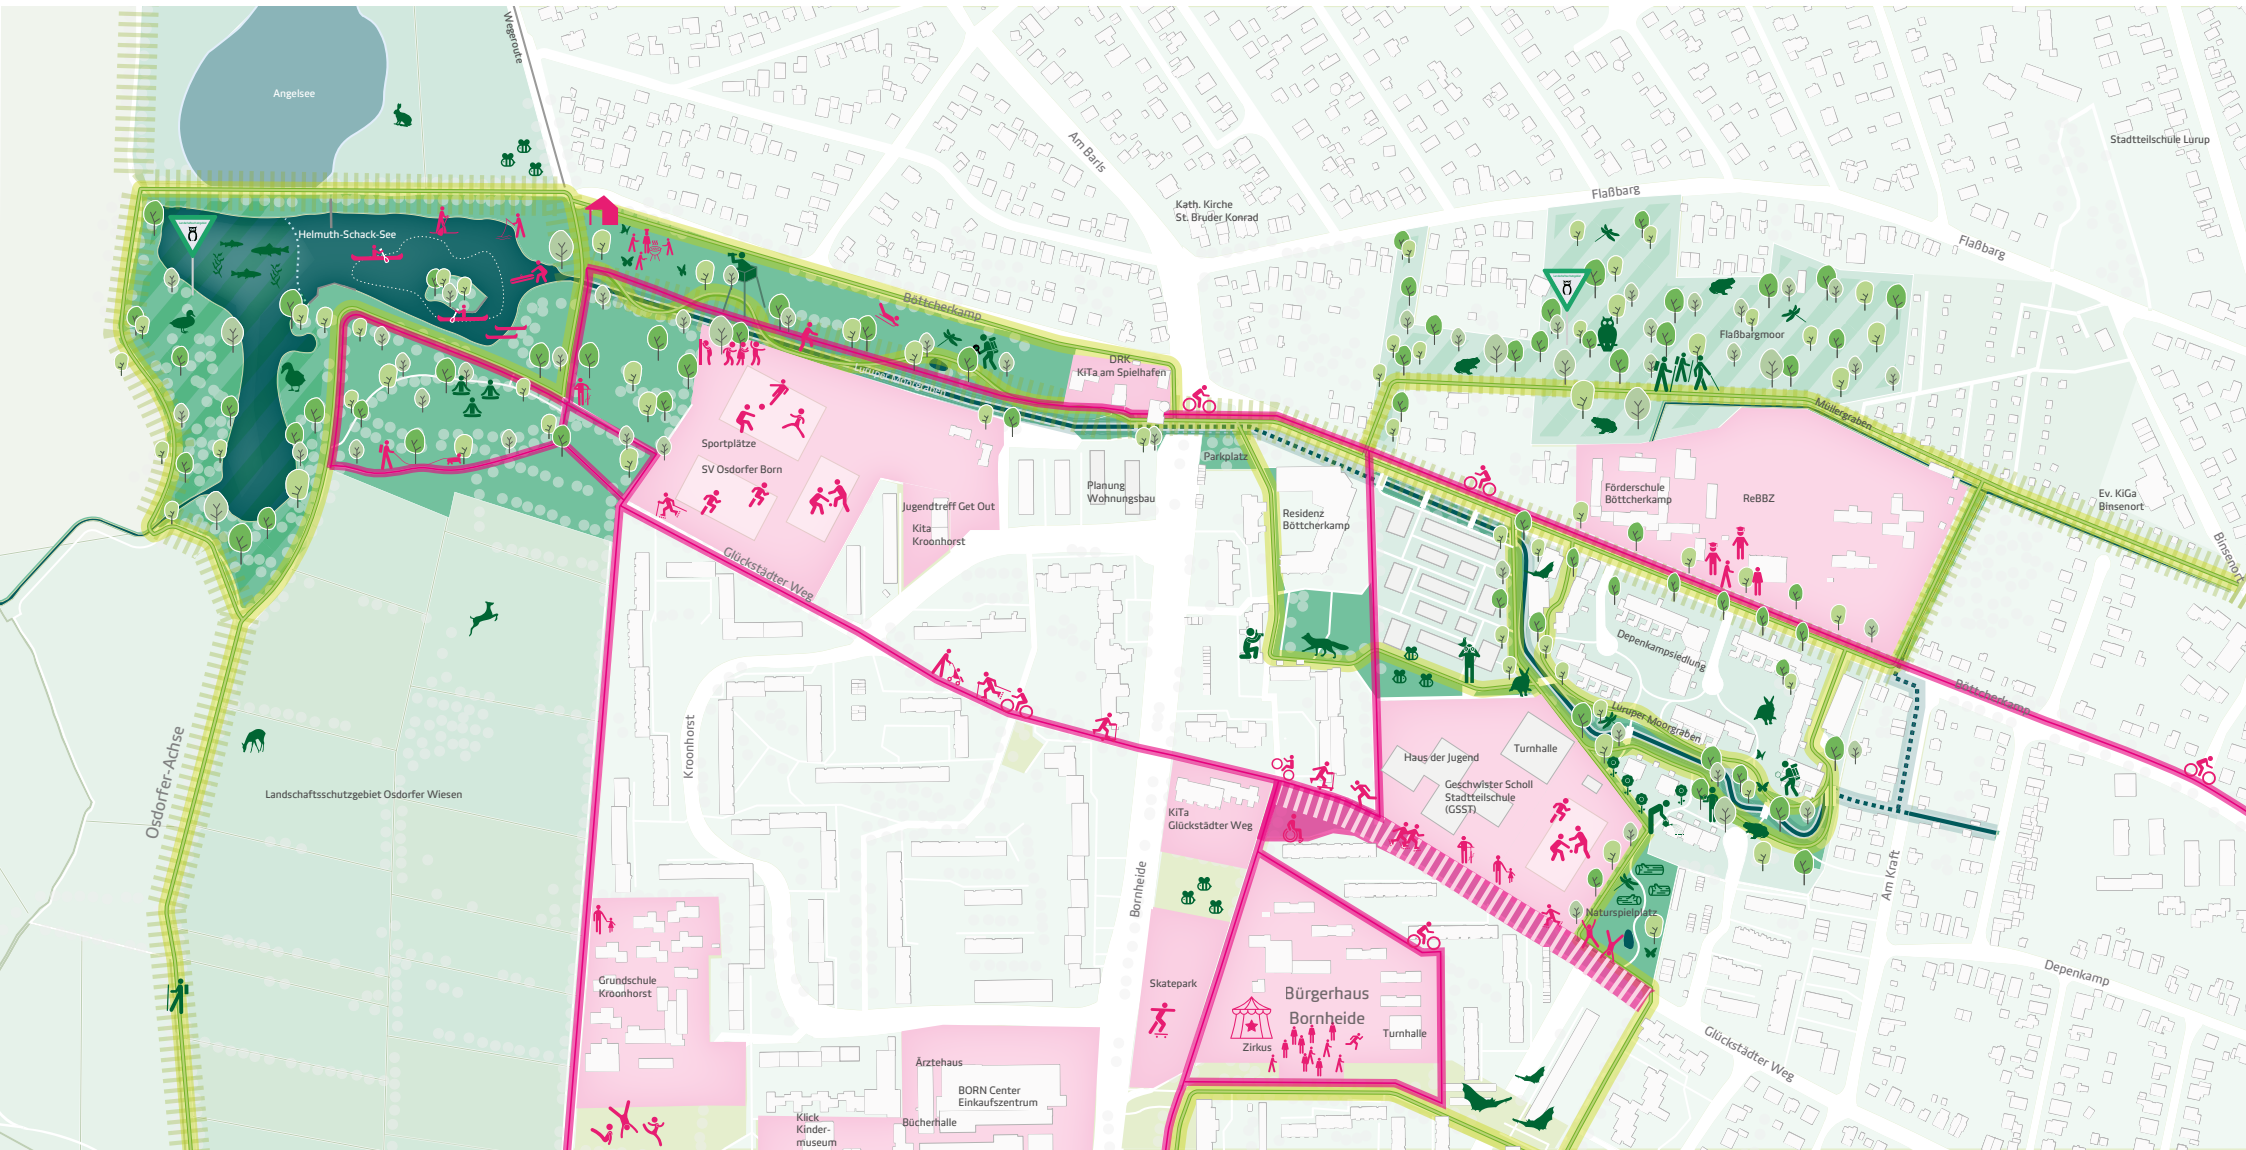 Wegeroute
Angelsee
Am Barls
Stadtteilschule Lurup
Flaßbarg
Kath. Kirche
St. Bruder Konrad
Helmuth-Schack-See
Flaßbarg
Böttcherkamp
Flaßbargmoor
DRK
KiTa am Spielhafen
Luruper Moorgraben
Müllergraben
Sportplätze
SV Osdorfer Born
Parkplatz
Planung
Wohnungsbau
Förderschule
Böttcherkamp
ReBBZ
Ev. KiGa
Binsenort
Jugendtreff Get Out
Kita
Kroonhorst
Residenz
Böttcherkamp
Binsenort
Glückstädter Weg
Depenkampsiedlung
Böttcherkamp
Luruper Moorgraben
Kroonhorst
Osdorfer-Achse
Haus der Jugend
Turnhalle
Geschwister Scholl
Stadtteilschule
(GSST)
Landschaftsschutzgebiet Osdorfer Wiesen
KiTa
Glückstädter Weg
Bornheide
Am Kraft
Naturspielplatz
Depenkamp
Grundschule
Kroonhorst
Skatepark
Bürgerhaus
Bornheide
Zirkus
Turnhalle
Glückstädter Weg
Ärztehaus
BORN Center
Einkaufszentrum
Klick
Kinder-
museum
Bücherhalle